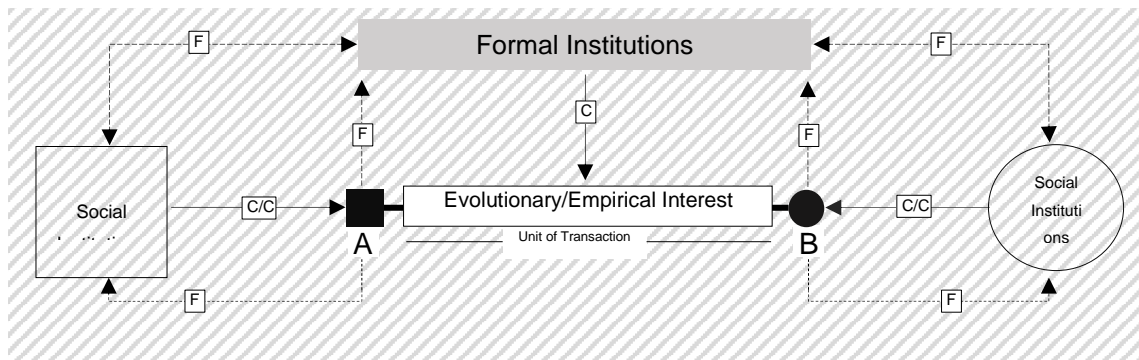 F
Formal Institutions
F
C
F
F
Social
C/C
Evolutionary/Empirical Interest
C/C
Social
Instituti
ons
A
Unit of Transaction
B
F
F